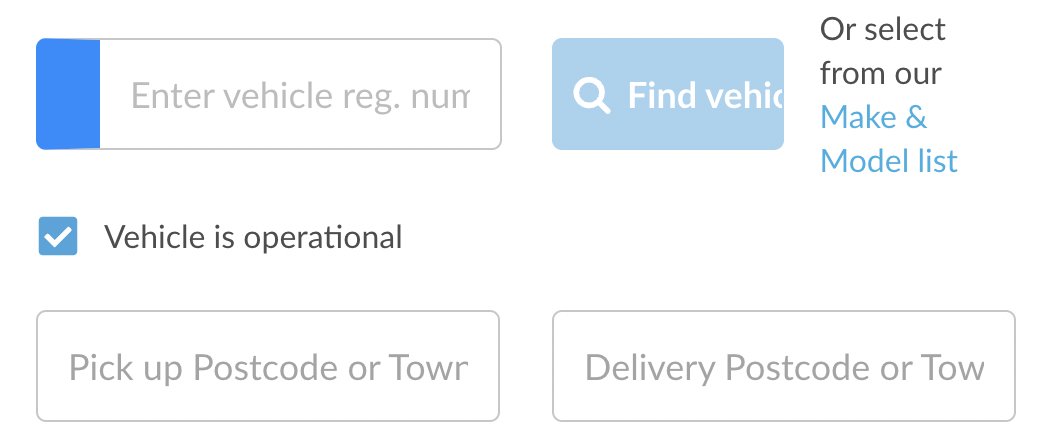 Or select
from our
Enter vehicle reg. num
Find vehic
Make &
Model list
Vehicle is operational
Pick up Postcode or Town
Delivery Postcode or Tow